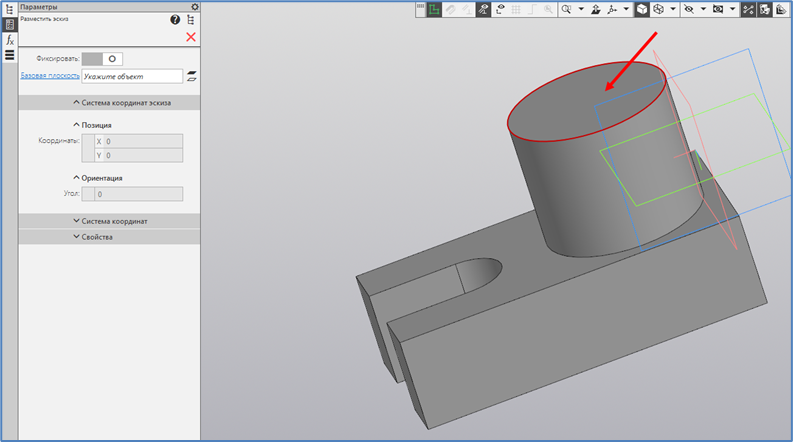 Параметры
Разместить эскиз
?
Фиксировать:
Базовая плоскость Укажите объект
Система координат эскиза
Позиция
Координаты: X 0
Y 0
Ориентация
Угол: 0
Система координат
Свойства
fx